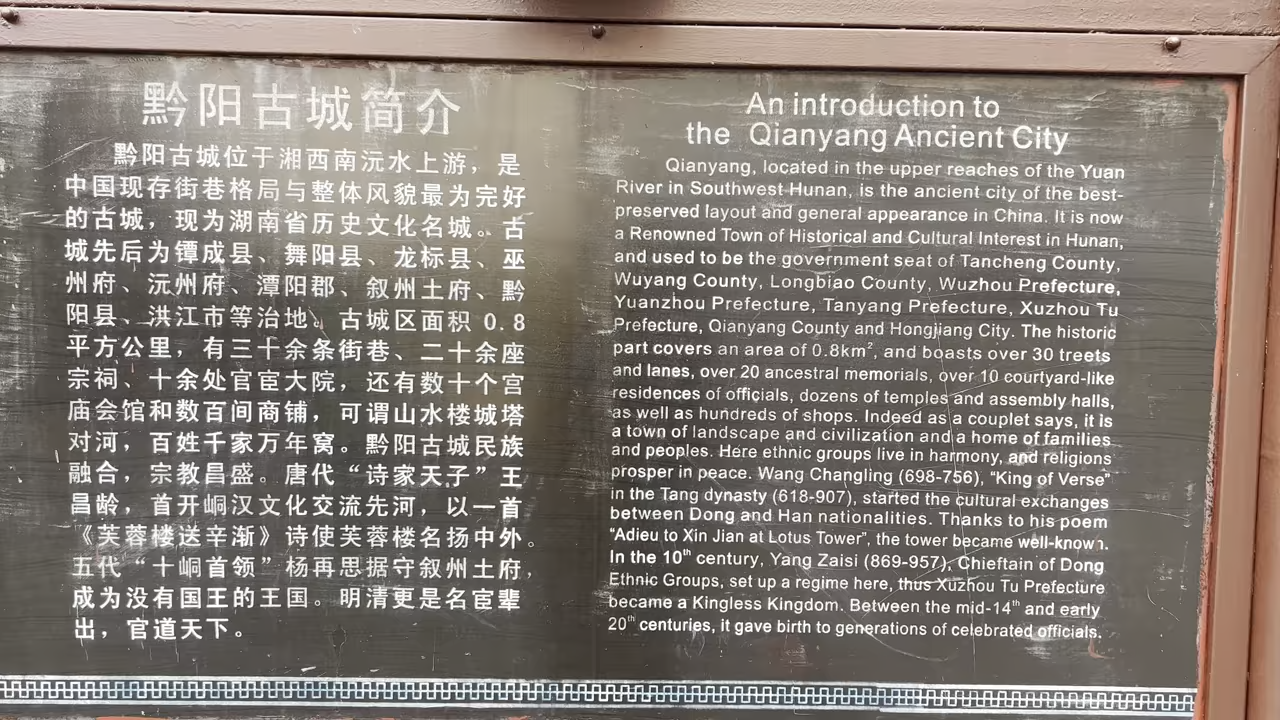 黔阳古城简介
黔阳古城位于湘西南沅水上游，是
中国现存街巷格局与整体风貌最为完好
的古城，现为湖南省历史文化名城。古
城先后为镡成县、舞阳县、龙标县、巫
州府、沅州府、潭阳郡、叙州土府、黔
阳县、洪江市等治地。古城区面积 0.8
平方公里，有三十余条街巷、二十余座
宗祠、十余处官宦大院，还有数十个宫
庙会馆和数百间商铺，可谓山水楼城塔
对河，百姓千家万年窝。黔阳古城民族
融合，宗教昌盛。唐代“诗家天子”王
昌龄，首开峒汉文化交流先河，以一首
《芙蓉楼送辛渐》诗使芙蓉楼名扬中外。
五代“十峒首领”杨再思据守叙州土府，
成为没有国王的王国。明清更是名宦辈
出，官道天下。
An introduction to
the Qianyang Ancient City
Qianyang, located in the upper reaches of the Yuan
River in Southwest Hunan, is the ancient city of the best-
preserved layout and general appearance in China. It is now
a Renowned Town of Historical and Cultural Interest in Hunan,
and used to be the government seat of Tancheng County,
Wuyang County, Longbiao County, Wuzhou Prefecture,
Yuanzhou Prefecture, Tanyang Prefecture, Xuzhou Tu
Prefecture, Qianyang County and Hongjiang City. The historic
part covers an area of 0.8km², and boasts over 30 treets
and lanes, over 20 ancestral memorials, over 10 courtyard-like
residences of officials, dozens of temples and assembly halls,
as well as hundreds of shops. Indeed as a couplet says, it is
a town of landscape and civilization and a home of families
and peoples. Here ethnic groups live in harmony, and religions
prosper in peace. Wang Changling (698-756), “King of Verse”
in the Tang dynasty (618-907), started the cultural exchanges
between Dong and Han nationalities. Thanks to his poem
“Adieu to Xin Jian at Lotus Tower”, the tower became well-known.
In the 10th century, Yang Zaisi (869-957), Chieftain of Dong
Ethnic Groups, set up a regime here, thus Xuzhou Tu Prefecture
became a Kingless Kingdom. Between the mid-14th and early
20th centuries, it gave birth to generations of celebrated officials.